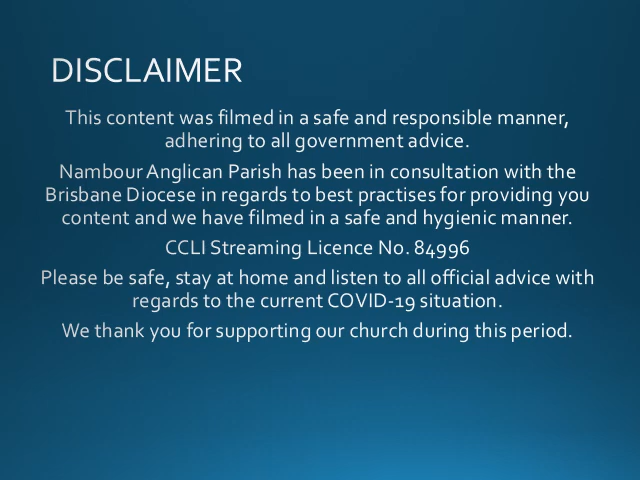 DISCLAIMER
This content was filmed in a safe and responsible manner,
adhering to all government advice.
Nambour Anglican Parish has been in consultation with the
Brisbane Diocese in regards to best practises for providing you
content and we have filmed in a safe and hygienic manner.
CCLI Streaming Licence No. 84996
Please be safe, stay at home and listen to all official advice with
regards to the current COVID-19 situation.
We thank you for supporting our church during this period.